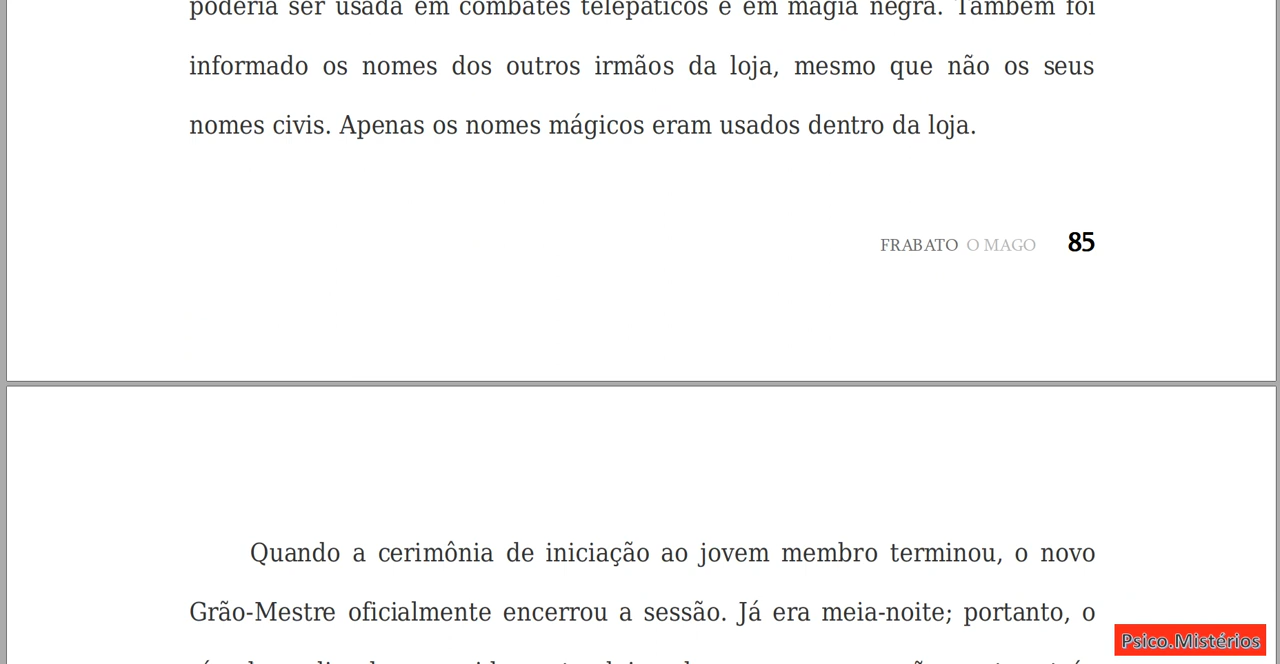 poderia ser usada em combates telepáticos e em magia negra. Também foi
informado os nomes dos outros irmãos da loja, mesmo que não os seus
nomes civis. Apenas os nomes mágicos eram usados dentro da loja.
FRABATO O MAGO 85
Quando a cerimônia de iniciação ao jovem membro terminou, o novo
Grão-Mestre oficialmente encerrou a sessão. Já era meia-noite; portanto, o
Psico.Mistérios